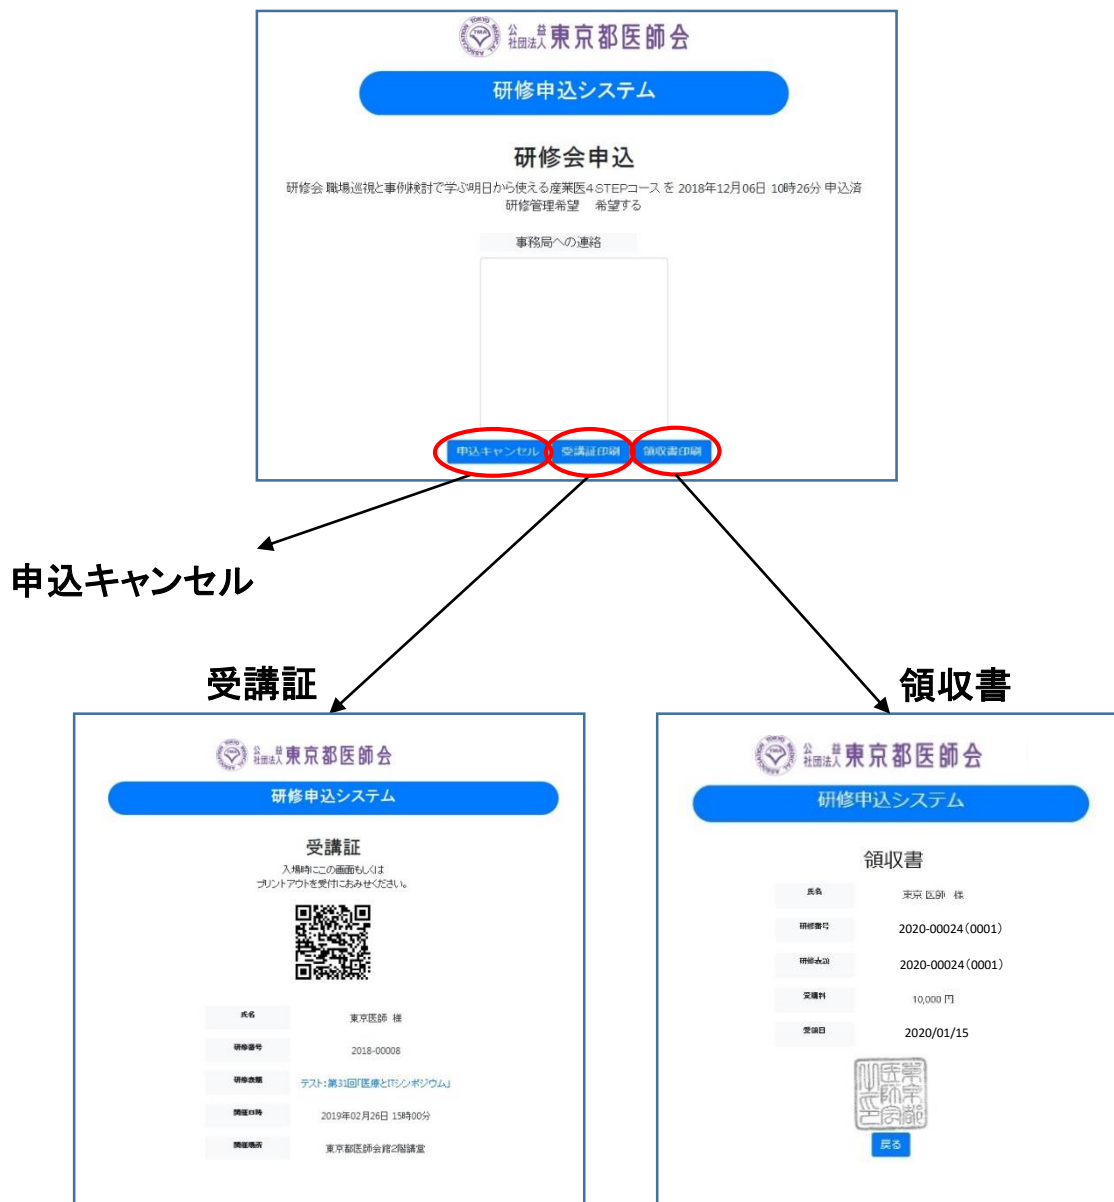 公益社団法人東京都医師会
研修申込システム
研修会申込
研修会 職場巡視と事例検討で学ぶ明日から使える産業医4STEPコース を 2018年12月06日 10時26分 申込済
研修管理希望 希望する
事務局への連絡
申込キャンセル 受講証印刷 領収書印刷
申込キャンセル
受講証
公益社団法人東京都医師会
研修申込システム
受講証
入場時にこの画面もしくは
プリントアウトを受付におみせください。
氏名 東京医師 様
研修番号 2018-00008
研修表題 テスト：第31回「医療とITシンポジウム」
開催日時 2019年02月26日 15時00分
開催場所 東京都医師会館2階講堂
領収書
公益社団法人東京都医師会
研修申込システム
領収書
氏名 東京 医師 様
研修番号 2020-00024（0001）
研修表題 2020-00024（0001）
受講料 10,000 円
受領日 2020/01/15
戻る